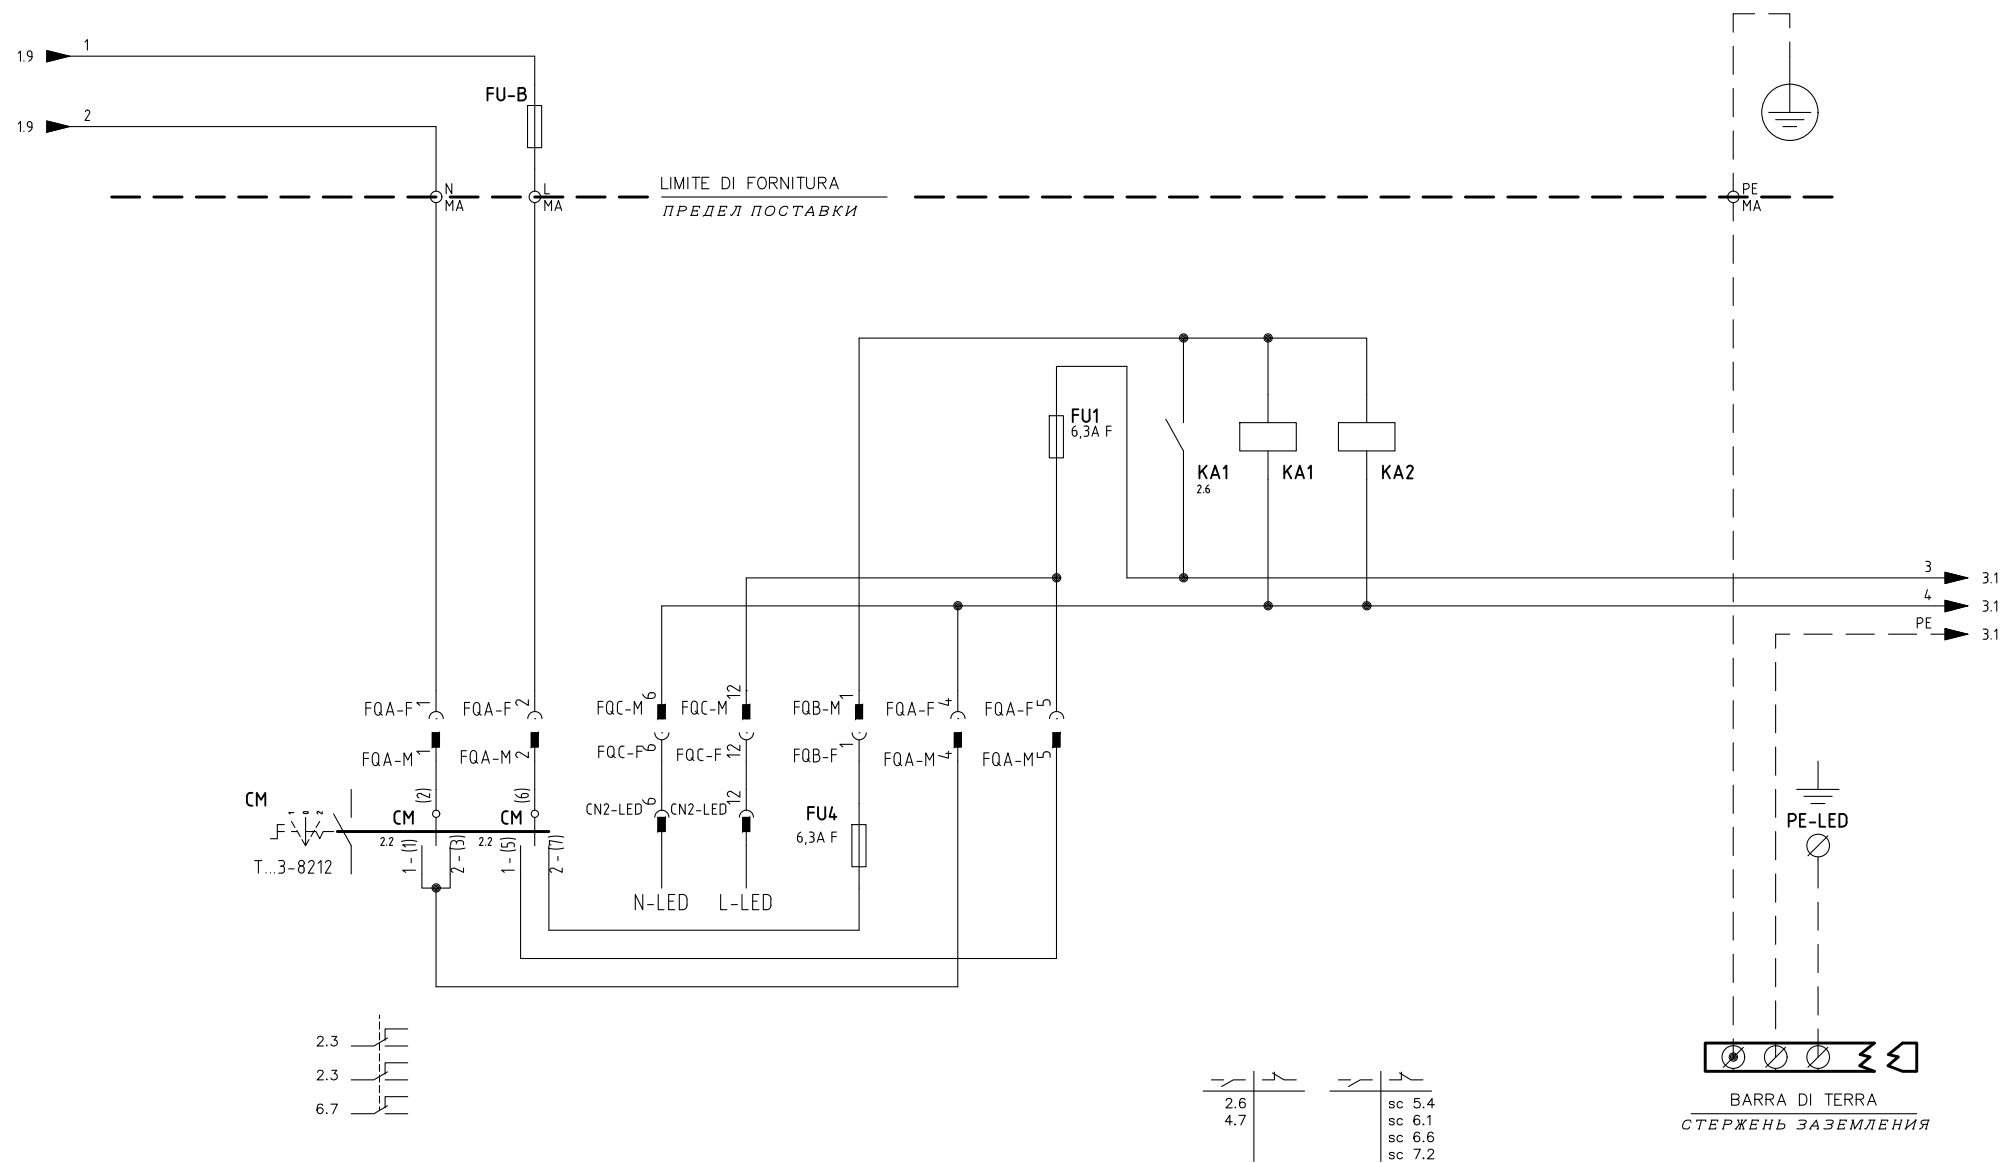 1.9
1
FU-B
1.9
2
N
MA
L
MA
LIMITE DI FORNITURA
ПРЕДЕЛ ПОСТАВКИ
PE
MA
FU1
6,3A F
KA1
2.6
KA1
KA2
3
3.1
4
3.1
PE
3.1
FQA-F 1
FQA-F 2
FQC-M 6
FQC-M 12
FQB-M 1
FQA-F 4
FQA-F 5
FQA-M 1
FQA-M 2
FQC-F 6
FQC-F 12
FQB-F 1
FQA-M 4
FQA-M 5
CM
1
0
2
T...3-8212
(2)
CM
2.2
1-(1)
2-(3)
(6)
CM
2.2
1-(5)
2-(7)
CN2-LED 6
CN2-LED 12
FU4
6,3A F
N-LED
L-LED
PE-LED
2.3
2.3
6.7
2.6
4.7
sc 5.4
sc 6.1
sc 6.6
sc 7.2
BARRA DI TERRA
СТЕРЖЕНЬ ЗАЗЕМЛЕНИЯ